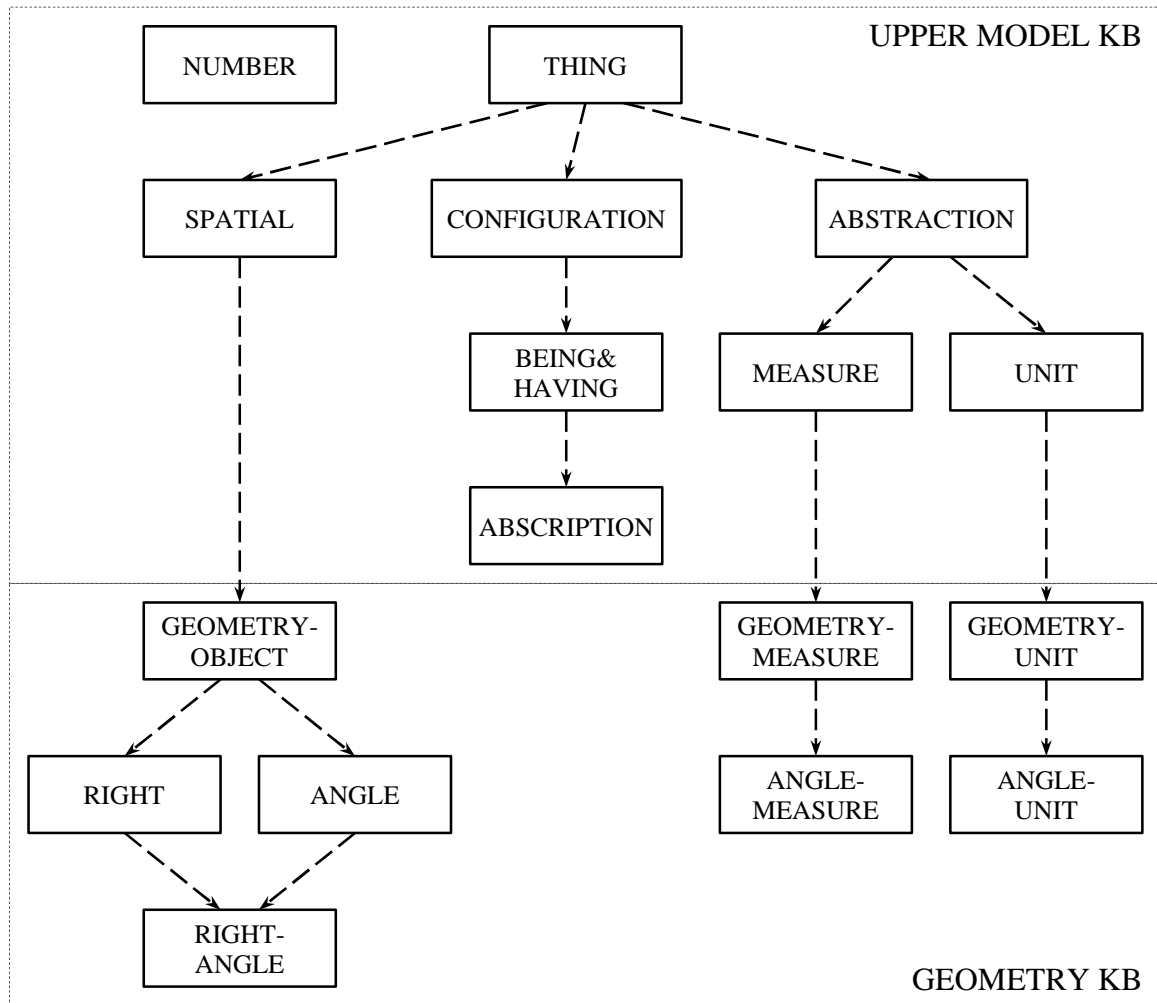 UPPER MODEL KB
NUMBER
THING
SPATIAL
CONFIGURATION
ABSTRACTION
BEING&
HAVING
MEASURE
UNIT
ABSCRIPTION
GEOMETRY-
OBJECT
GEOMETRY-
MEASURE
GEOMETRY-
UNIT
RIGHT
ANGLE
ANGLE-
MEASURE
ANGLE-
UNIT
RIGHT-
ANGLE
GEOMETRY KB